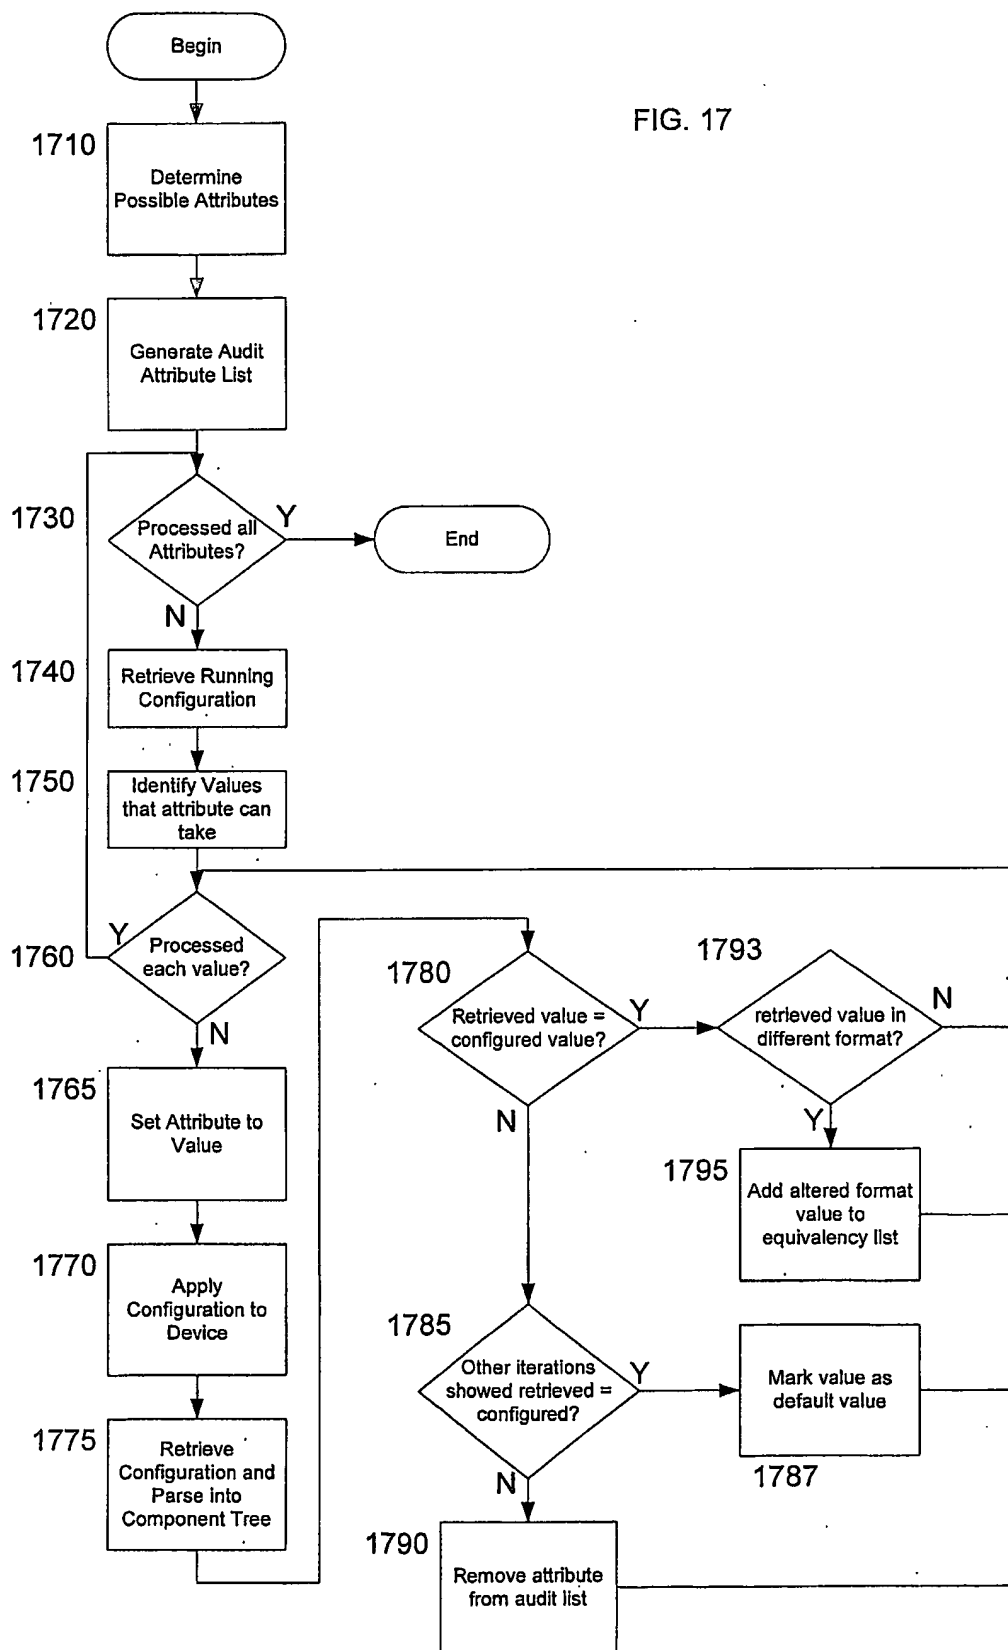 Begin
FIG. 17
1710
Determine
Possible Attributes
1720
Generate Audit
Attribute List
1730
Processed all
Attributes?
Y
End
N
1740
Retrieve Running
Configuration
1750
Identify Values
that attribute can
take
1760
Y
Processed
each value?
N
1765
Set Attribute to
Value
1770
Apply
Configuration to
Device
1775
Retrieve
Configuration and
Parse into
Component Tree
1780
Retrieved value =
configured value?
Y
N
1793
retrieved value in
different format?
N
Y
1795
Add altered format
value to
equivalency list
1785
Other iterations
showed retrieved =
configured?
Y
N
Mark value as
default value
1787
1790
Remove attribute
from audit list